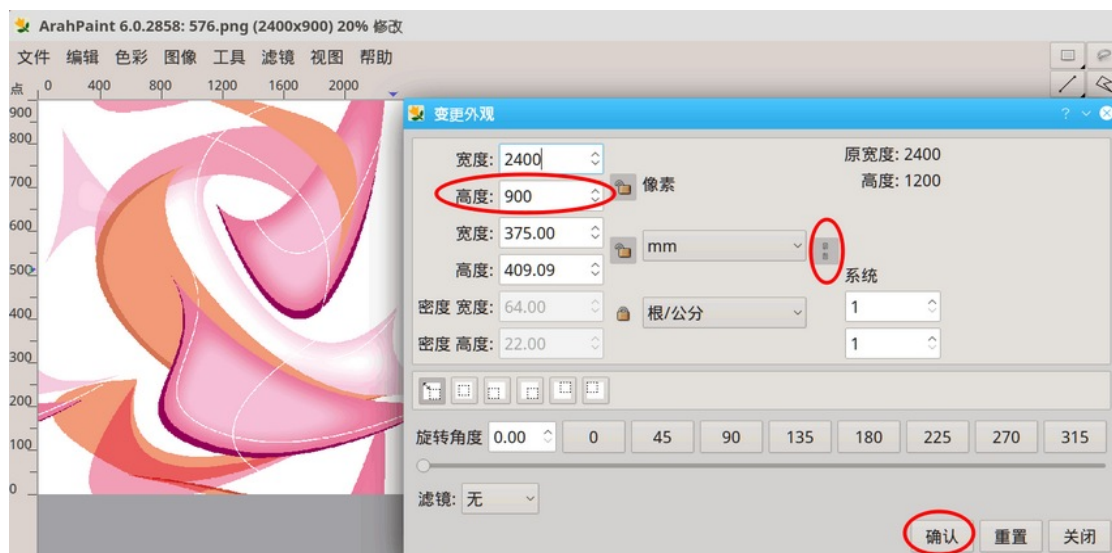 ArahPaint 6.0.2858: 576.png (2400x900) 20% 修改
文件 编辑 色彩 图像 工具 滤镜 视图 帮助
点 0 400 800 1200 1600 2000
900
800
700
600
500
400
300
200
100
0
变更外观 ?
宽度: 2400 原宽度: 2400
高度: 900 像素 高度: 1200
宽度: 375.00 mm
高度: 409.09 系统
密度 宽度: 64.00 根/公分 1
密度 高度: 22.00 1
旋转角度 0.00 0 45 90 135 180 225 270 315
滤镜: 无
确认 重置 关闭